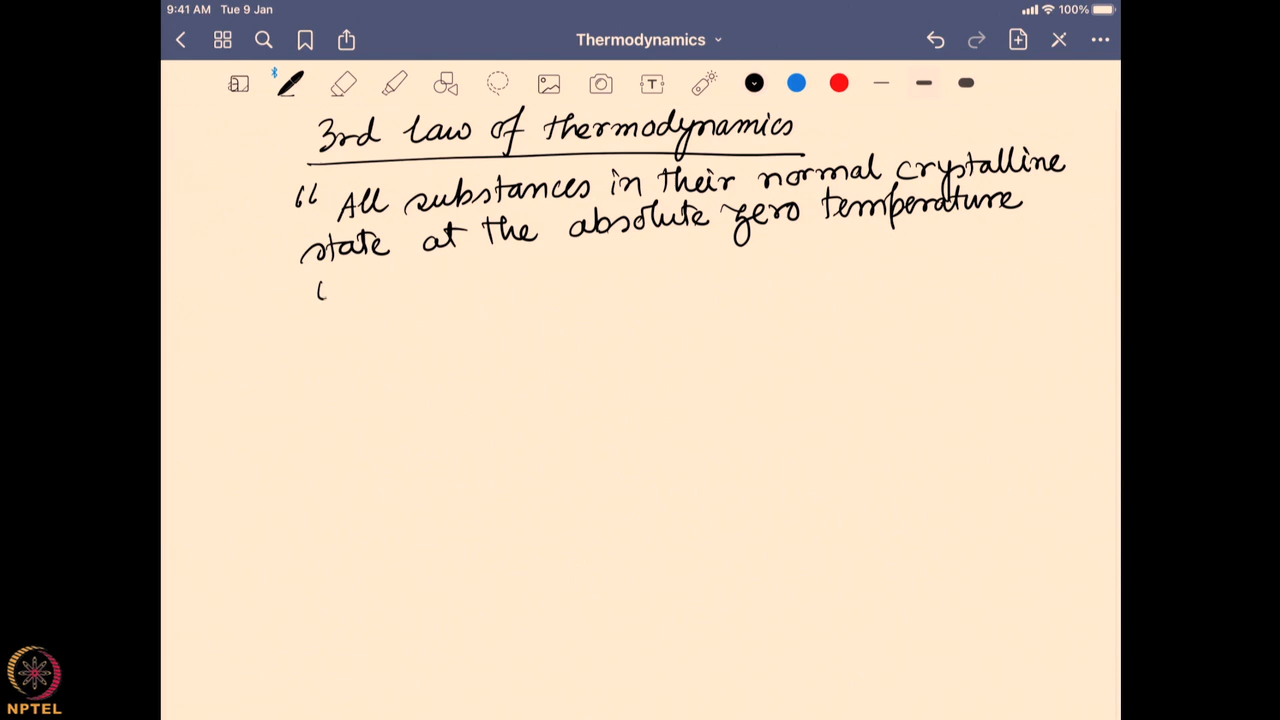 9:41 AM Tue 9 Jan
100%
Thermodynamics
T
3rd law of thermodynamics
“ All substances in their normal crystalline
state at the absolute zero temperature
(
NPTEL